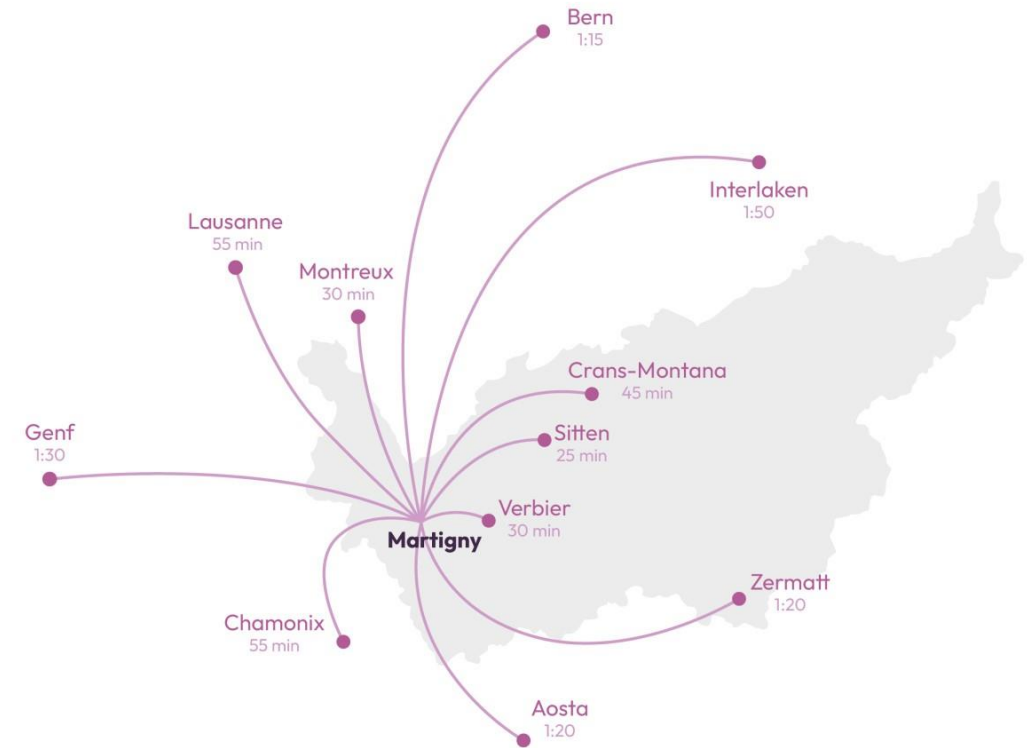 Bern
1:15
Interlaken
1:50
Lausanne
55 min
Montreux
30 min
Crans-Montana
45 min
Genf
1:30
Sitten
25 min
Verbier
30 min
Martigny
Zermatt
1:20
Chamonix
55 min
Aosta
1:20